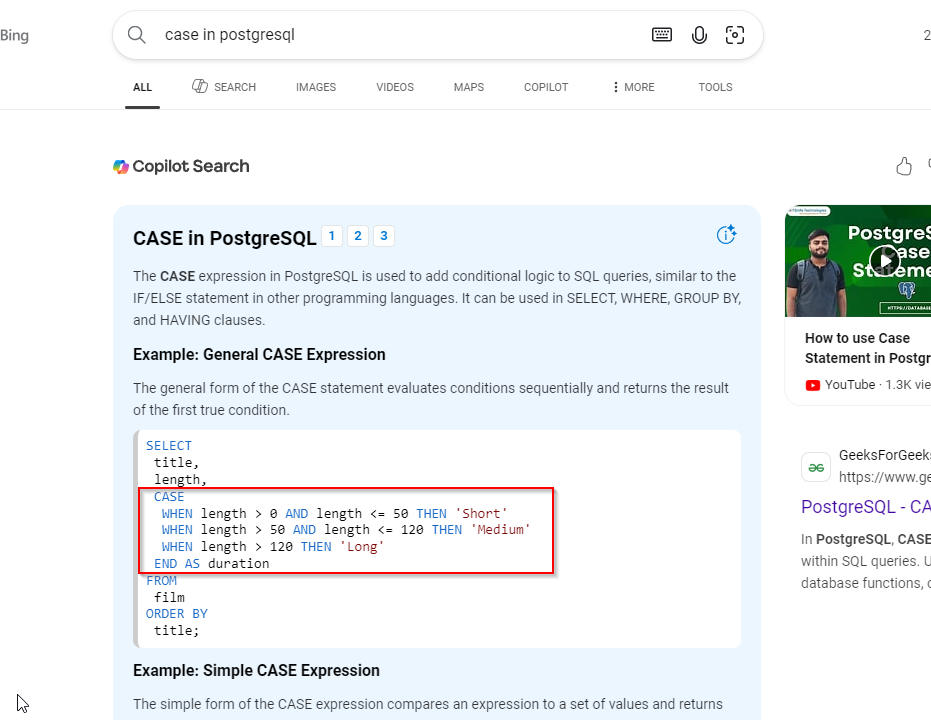 Bing
case in postgresql
2
ALL SEARCH IMAGES VIDEOS MAPS COPILOT MORE TOOLS
Copilot Search
CASE in PostgreSQL 1 2 3
The CASE expression in PostgreSQL is used to add conditional logic to SQL queries, similar to the
IF/ELSE statement in other programming languages. It can be used in SELECT, WHERE, GROUP BY,
and HAVING clauses.
Example: General CASE Expression
The general form of the CASE statement evaluates conditions sequentially and returns the result
of the first true condition.
SELECT
title,
length,
CASE
WHEN length > 0 AND length <= 50 THEN 'Short'
WHEN length > 50 AND length <= 120 THEN 'Medium'
WHEN length > 120 THEN 'Long'
END AS duration
FROM
film
ORDER BY
title;
Example: Simple CASE Expression
The simple form of the CASE expression compares an expression to a set of values and returns
PostgreS
Case
Stateme
HTTPS://DATABASE
How to use Case
Statement in Postgr
YouTube · 1.3K vie
GeeksForGeeks
https://www.ge
PostgreSQL - CA
In PostgreSQL, CASE
within SQL queries. U
database functions, c